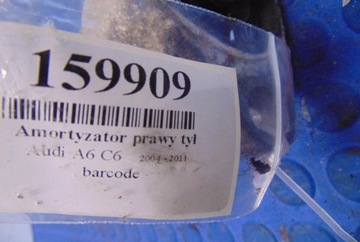 159909
Amortyzator prawy tył
Audi A6 C6 2004-2011
barcode